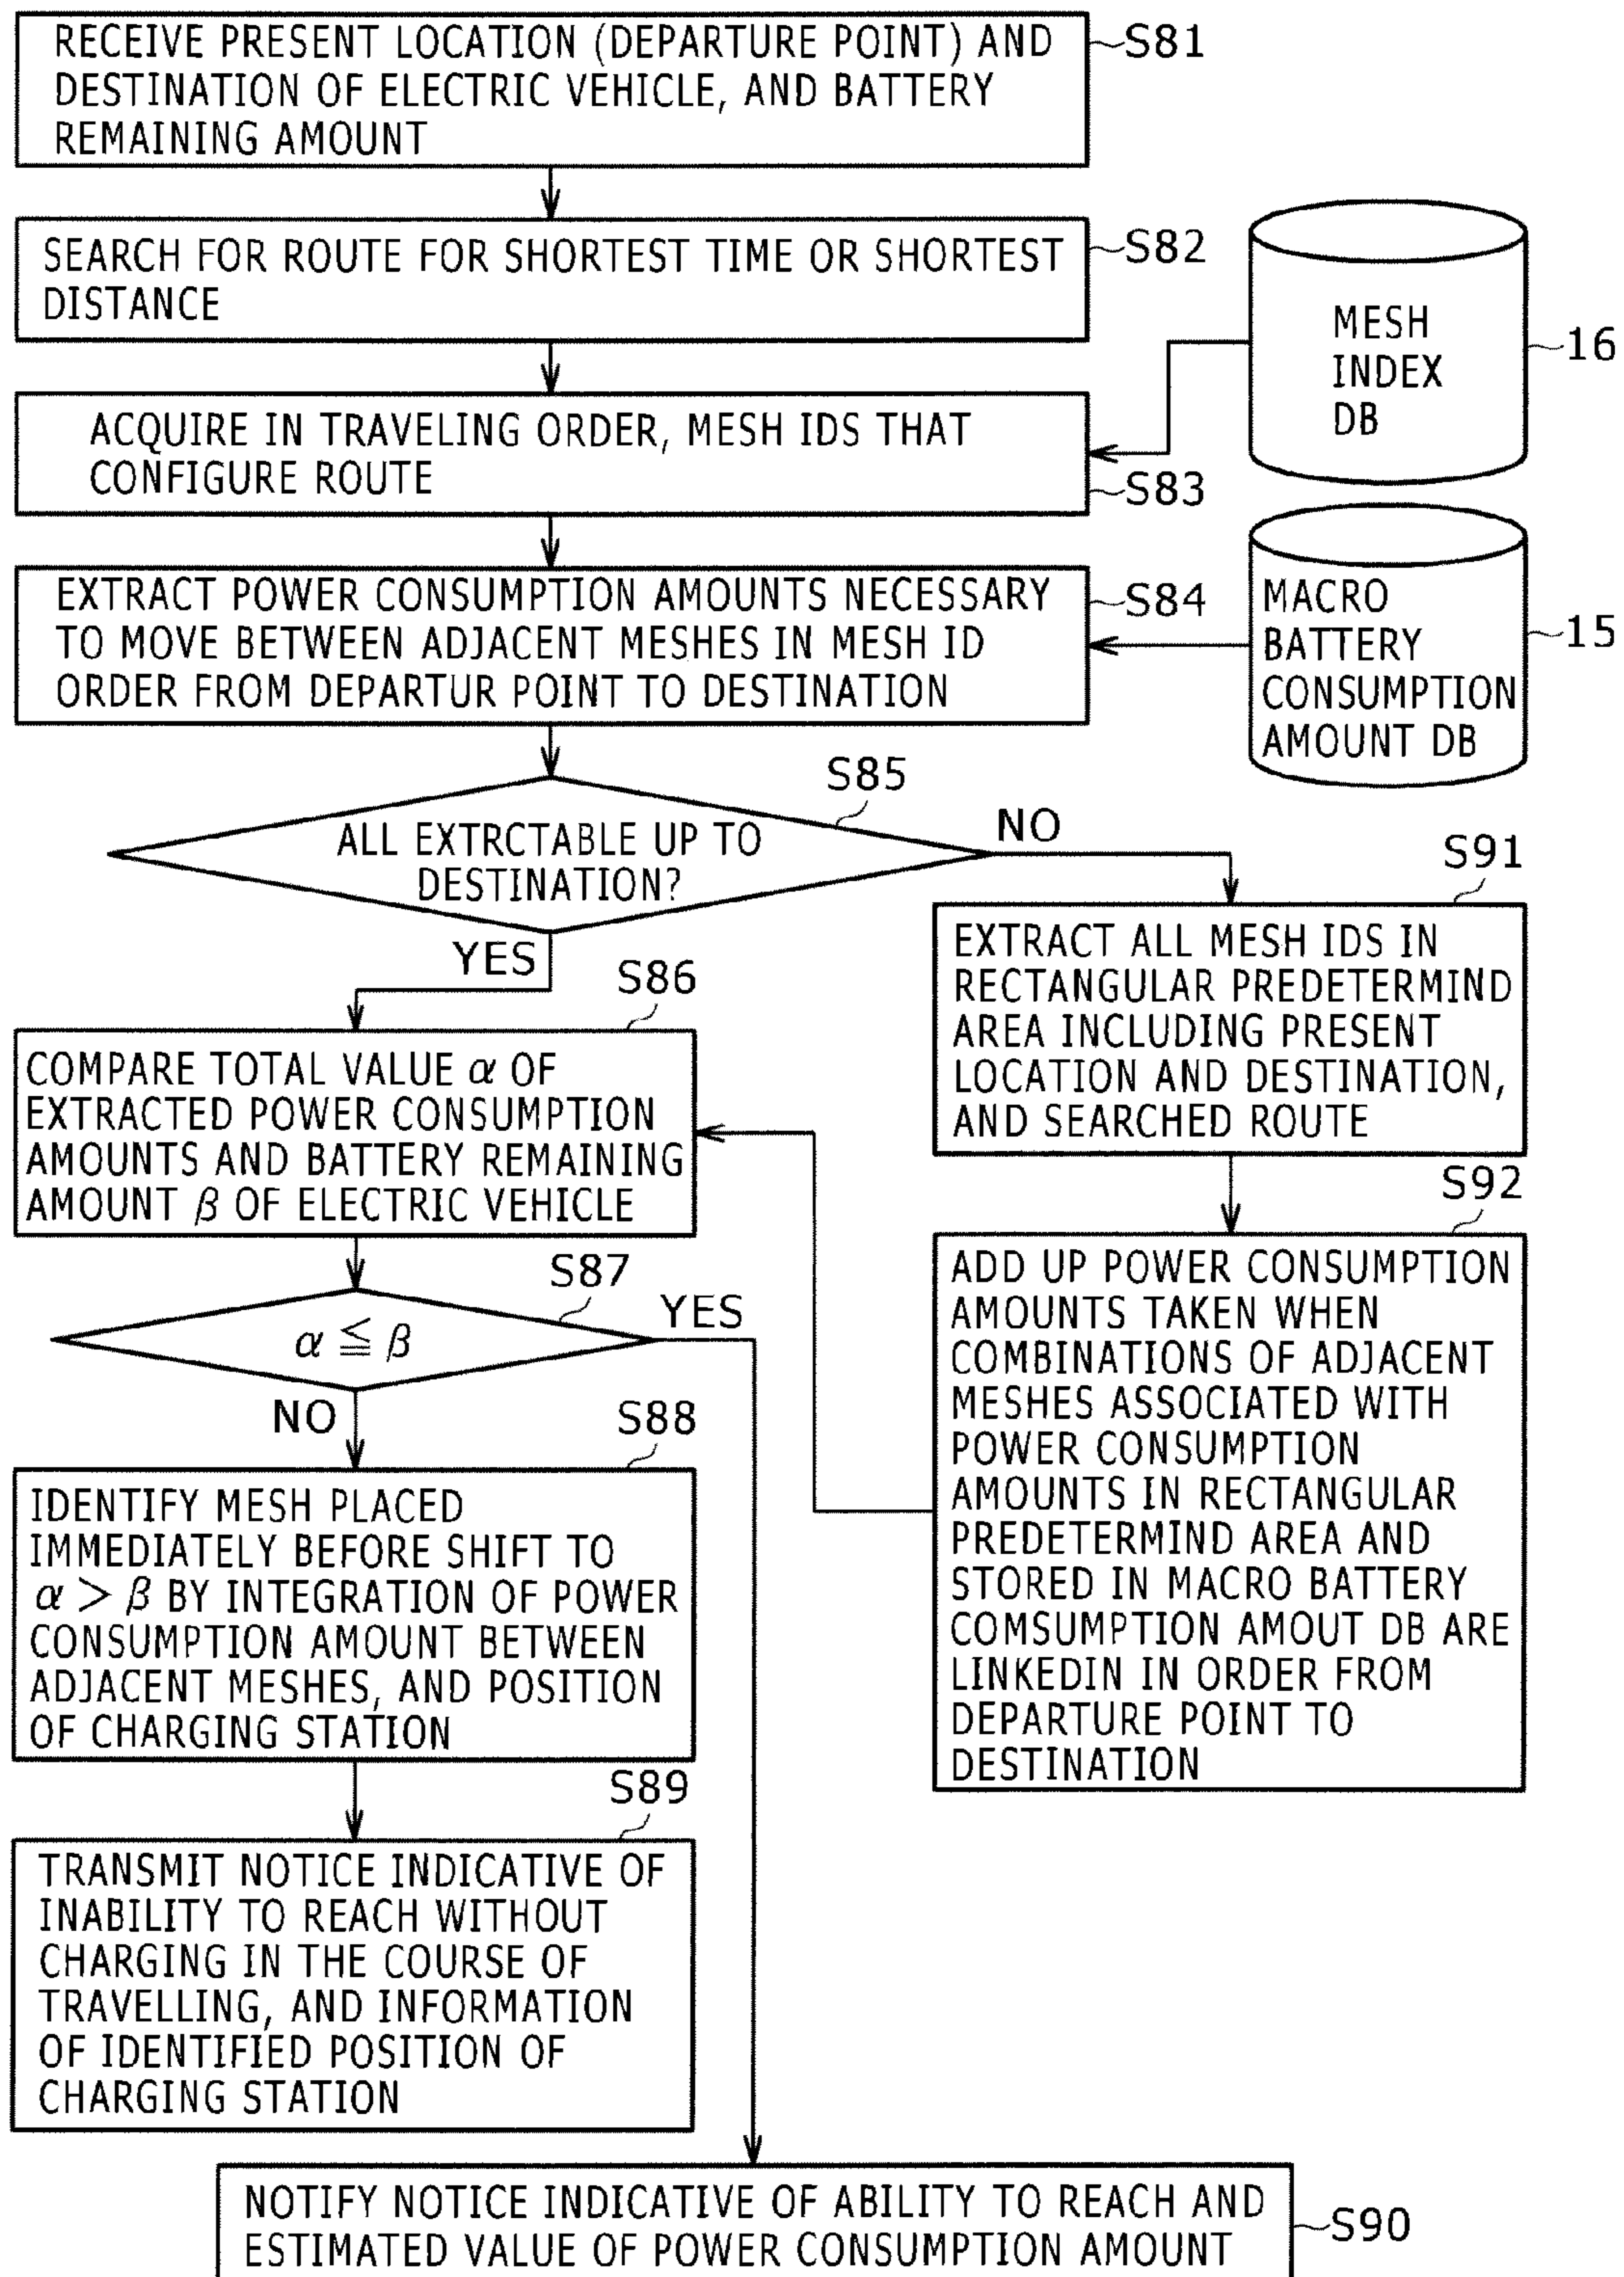 RECEIVE PRESENT LOCATION (DEPARTURE POINT) AND
DESTINATION OF ELECTRIC VEHICLE, AND BATTERY
REMAINING AMOUNT
S81
SEARCH FOR ROUTE FOR SHORTEST TIME OR SHORTEST
DISTANCE
S82
MESH
INDEX
DB
16
ACQUIRE IN TRAVELING ORDER, MESH IDS THAT
CONFIGURE ROUTE
S83
EXTRACT POWER CONSUMPTION AMOUNTS NECESSARY
TO MOVE BETWEEN ADJACENT MESHES IN MESH ID
ORDER FROM DEPARTUR POINT TO DESTINATION
S84
MACRO
BATTERY
CONSUMPTION
AMOUNT DB
15
S85
ALL EXTRCTABLE UP TO
DESTINATION?
NO
YES
S91
EXTRACT ALL MESH IDS IN
RECTANGULAR PREDETERMIND
AREA INCLUDING PRESENT
LOCATION AND DESTINATION,
AND SEARCHED ROUTE
S86
COMPARE TOTAL VALUE α OF
EXTRACTED POWER CONSUMPTION
AMOUNTS AND BATTERY REMAINING
AMOUNT β OF ELECTRIC VEHICLE
S92
ADD UP POWER CONSUMPTION
AMOUNTS TAKEN WHEN
COMBINATIONS OF ADJACENT
MESHES ASSOCIATED WITH
POWER CONSUMPTION
AMOUNTS IN RECTANGULAR
PREDETERMIND AREA AND
STORED IN MACRO BATTERY
COMSUMPTION AMOUT DB ARE
LINKEDIN IN ORDER FROM
DEPARTURE POINT TO
DESTINATION
S87
α ≦ β
YES
NO
S88
IDENTIFY MESH PLACED
IMMEDIATELY BEFORE SHIFT TO
α > β BY INTEGRATION OF POWER
CONSUMPTION AMOUNT BETWEEN
ADJACENT MESHES, AND POSITION
OF CHARGING STATION
S89
TRANSMIT NOTICE INDICATIVE OF
INABILITY TO REACH WITHOUT
CHARGING IN THE COURSE OF
TRAVELLING, AND INFORMATION
OF IDENTIFIED POSITION OF
CHARGING STATION
NOTIFY NOTICE INDICATIVE OF ABILITY TO REACH AND
ESTIMATED VALUE OF POWER CONSUMPTION AMOUNT
S90